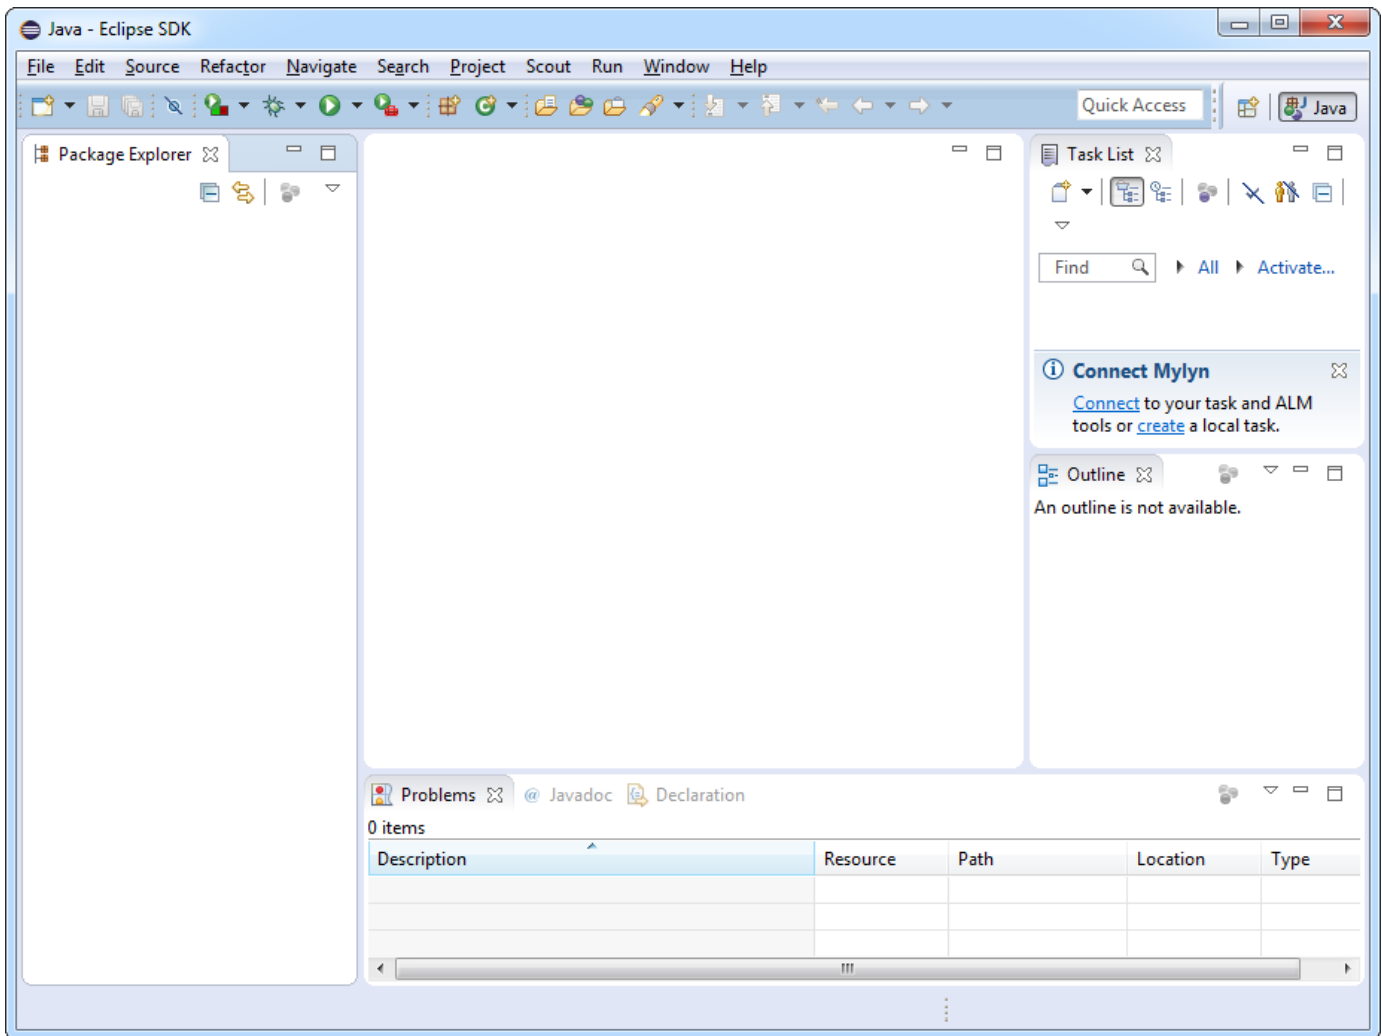 Java - Eclipse SDK
File Edit Source Refactor Navigate Search Project Scout Run Window Help
Quick Access
Java
Package Explorer
Task List
Find
All
Activate...
Connect Mylyn
Connect to your task and ALM
tools or create a local task.
Outline
An outline is not available.
Problems
@ Javadoc
Declaration
0 items
Description Resource Path Location Type